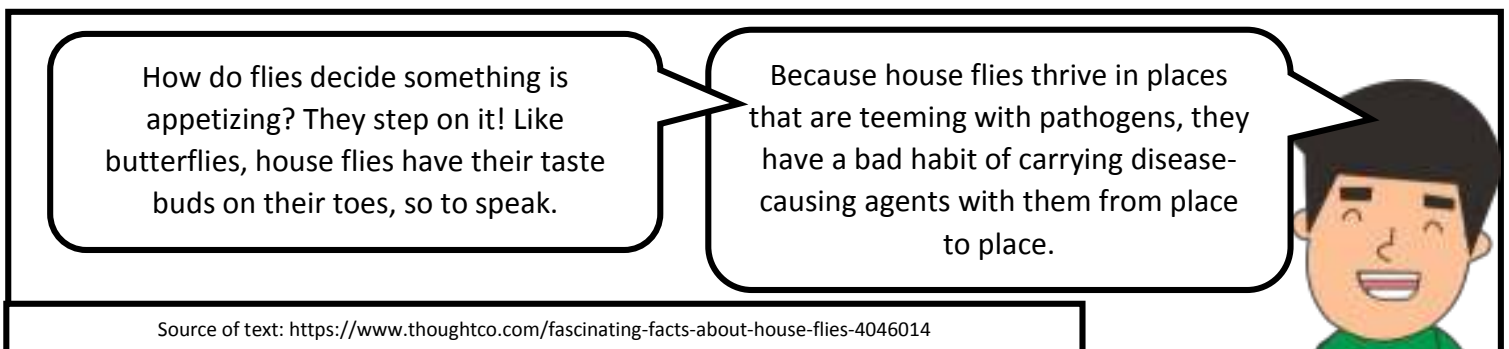 How do flies decide something is
appetizing? They step on it! Like
butterflies, house flies have their taste
buds on their toes, so to speak.
Because house flies thrive in places
that are teeming with pathogens, they
have a bad habit of carrying disease-
causing agents with them from place
to place.
Source of text: https://www.thoughtco.com/fascinating-facts-about-house-flies-4046014